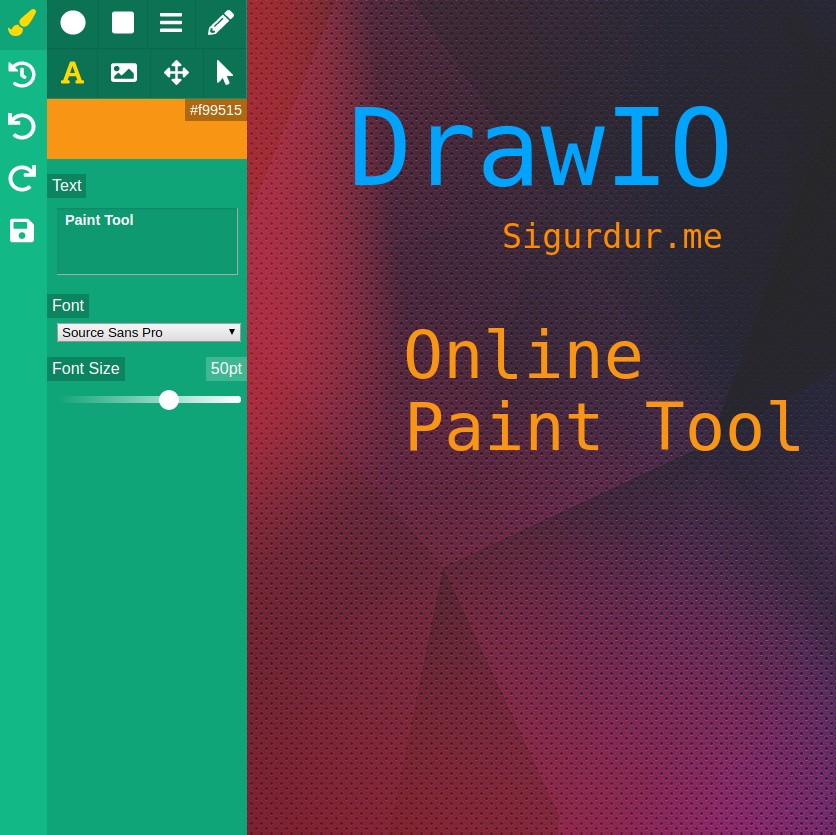 A
#f99515
Text
Paint Tool
Font
Source Sans Pro
Font Size
50pt
DrawIO
Sigurdur.me
Online
Paint Tool